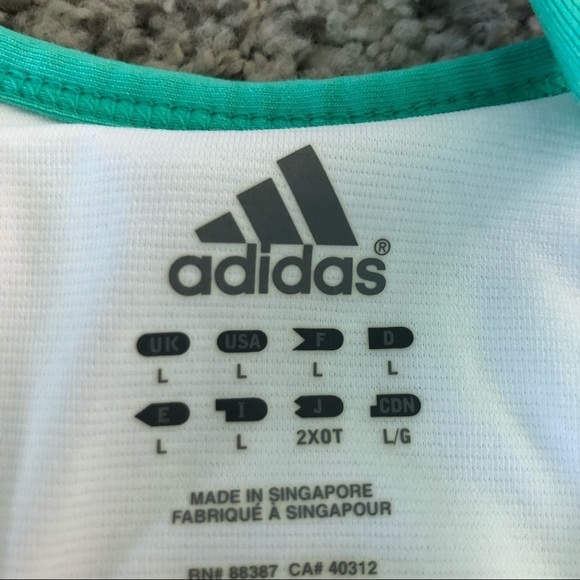 adidas®
UK USA F D
L L L L
E I J CDN
L L 2XOT L/G
MADE IN SINGAPORE
FABRIQUÉ À SINGAPOUR
RN# 88387 CA# 40312